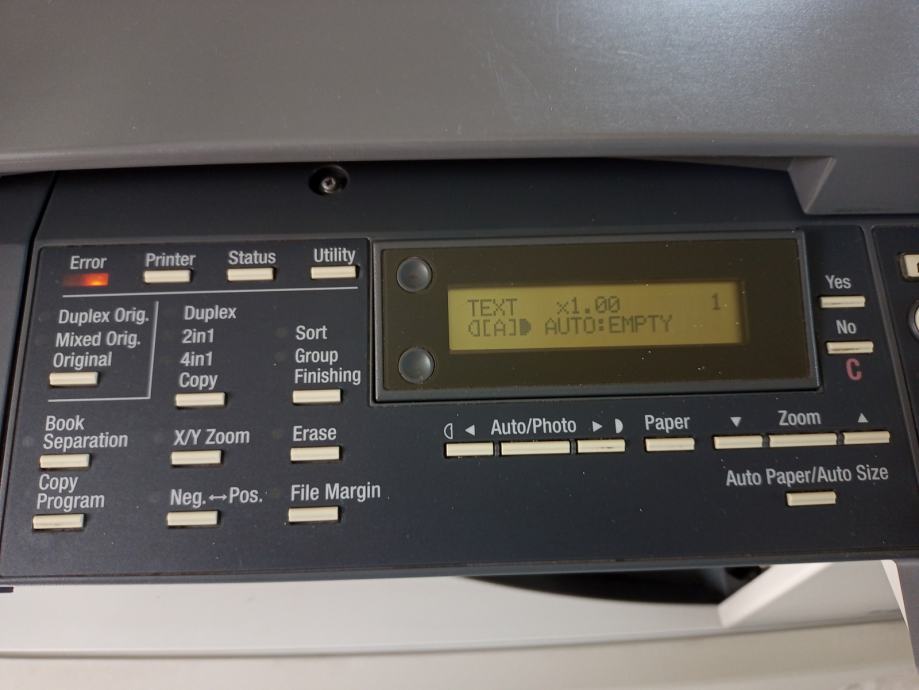 Error
Printer
Status
Utility
Duplex Orig.
Mixed Orig.
Original
Duplex
2in1
4in1
Copy
Sort
Group
Finishing
Book
Separation
X/Y Zoom
Erase
Copy
Program
Neg.↔Pos.
File Margin
TEXT x1.00 1
[A] AUTO:EMPTY
Yes
No
C
◀ Auto/Photo ▶
Paper
▼ Zoom ▲
Auto Paper/Auto Size